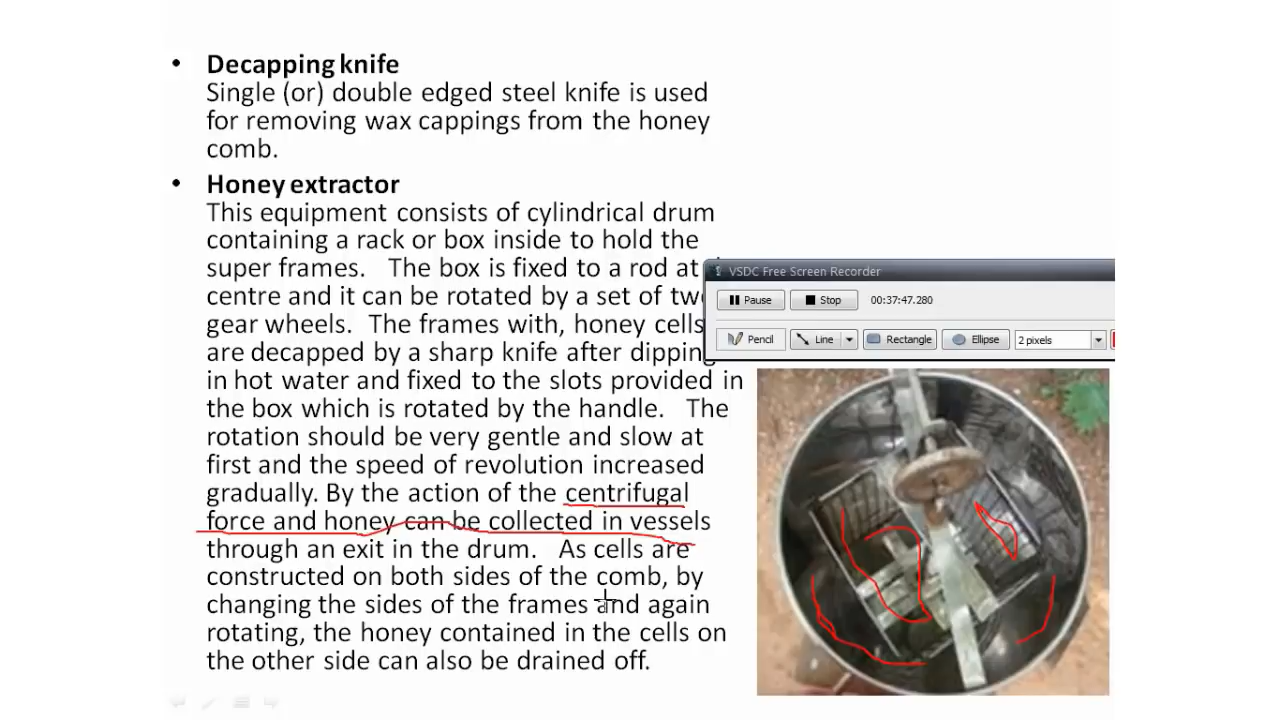 • Decapping knife
Single (or) double edged steel knife is used
for removing wax cappings from the honey
comb.
• Honey extractor
This equipment consists of cylindrical drum
containing a rack or box inside to hold the
super frames. The box is fixed to a rod at
centre and it can be rotated by a set of
gear wheels. The frames with, honey cells
are decapped by a sharp knife after dipping
in hot water and fixed to the slots provided in
the box which is rotated by the handle. The
rotation should be very gentle and slow at
first and the speed of revolution increased
gradually. By the action of the centrifugal
force and honey can be collected in vessels
through an exit in the drum. As cells are
constructed on both sides of the comb, by
changing the sides of the frames and again
rotating, the honey contained in the cells on
the other side can also be drained off.
VSDC Free Screen Recorder
Pause Stop 00:37:47.280
Pencil Line Rectangle Ellipse 2 pixels